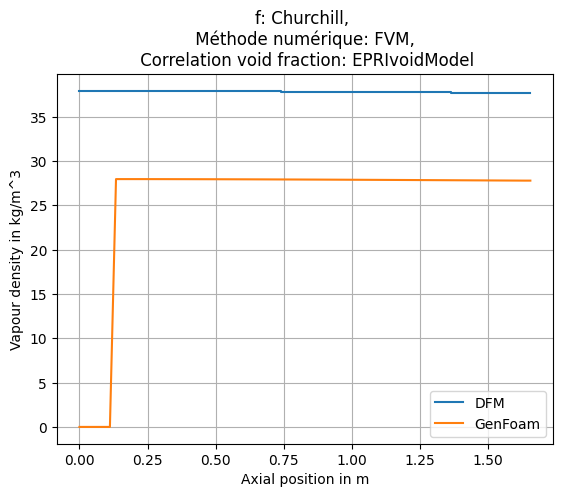 f: Churchill,
Méthode numérique: FVM,
Correlation void fraction: EPRIvoidModel
Vapour density in kg/m^3
35
30
25
20
15
10
5
0
0.00 0.25 0.50 0.75 1.00 1.25 1.50
Axial position in m
DFM
GenFoam